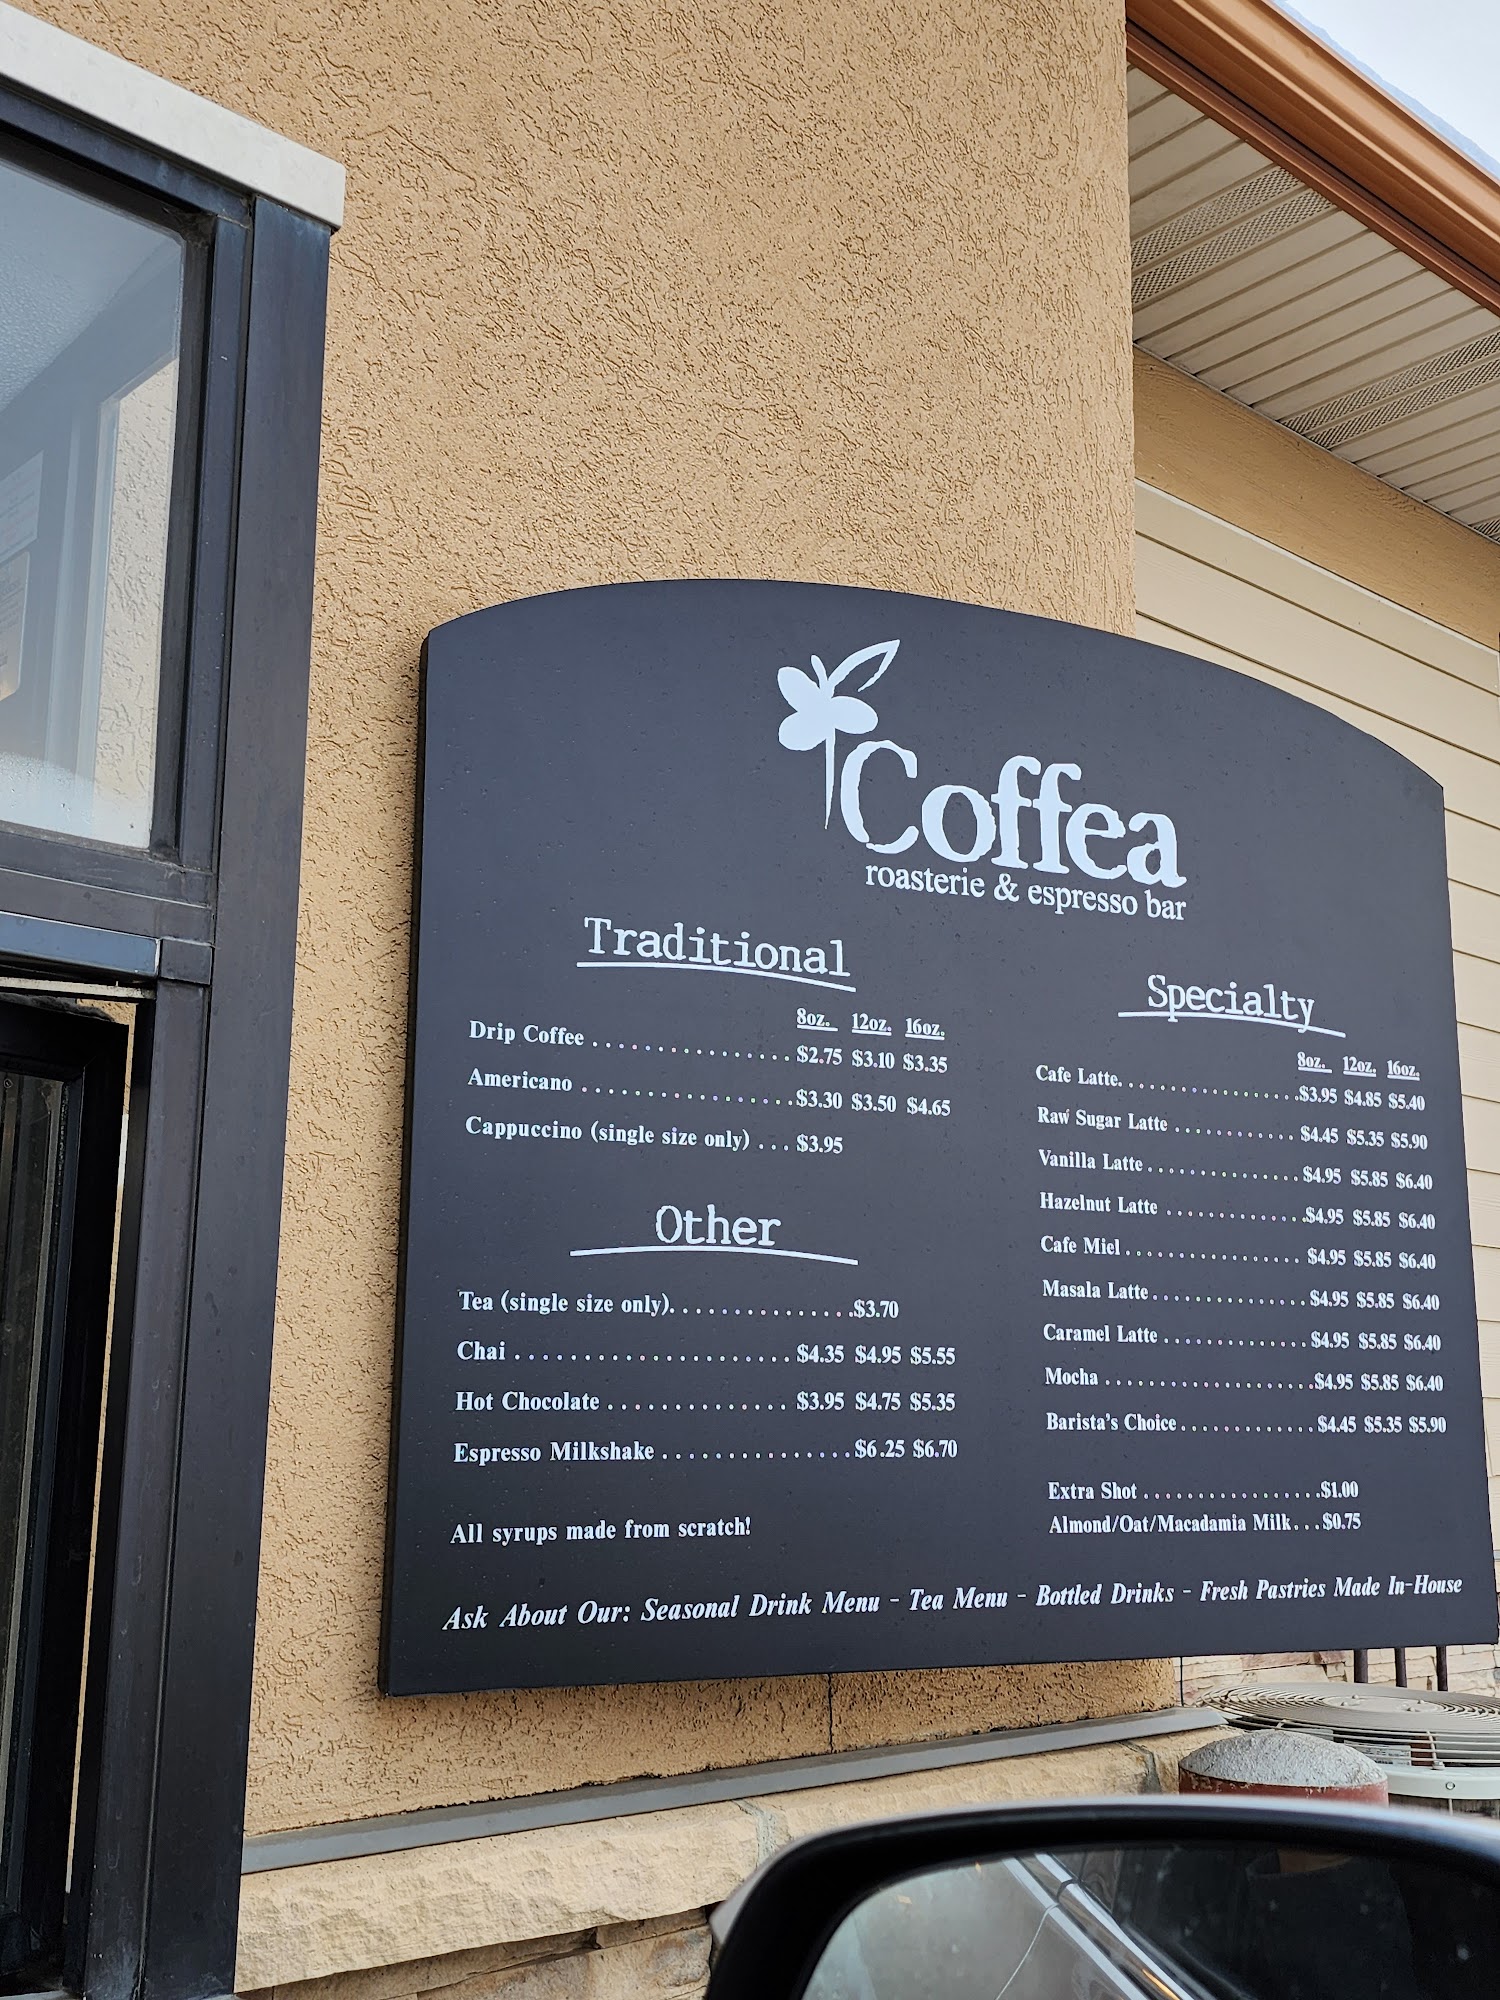 Coffea
roasterie & espresso bar
Traditional
8oz. 12oz. 16oz.
Drip Coffee ................. $2.75 $3.10 $3.35
Americano .................. $3.30 $3.50 $4.65
Cappuccino (single size only) ... $3.95
Other
Tea (single size only)................ $3.70
Chai ........................ $4.35 $4.95 $5.55
Hot Chocolate ................ $3.95 $4.75 $5.35
Espresso Milkshake ................ $6.25 $6.70
All syrups made from scratch!
Specialty
8oz. 12oz. 16oz.
Cafe Latte................... $3.95 $4.85 $5.40
Raw Sugar Latte ............ $4.45 $5.35 $5.90
Vanilla Latte ............... $4.95 $5.85 $6.40
Hazelnut Latte .............. $4.95 $5.85 $6.40
Cafe Miel .................. $4.95 $5.85 $6.40
Masala Latte ................ $4.95 $5.85 $6.40
Caramel Latte .............. $4.95 $5.85 $6.40
Mocha .................... $4.95 $5.85 $6.40
Barista's Choice ............. $4.45 $5.35 $5.90
Extra Shot .................. $1.00
Almond/Oat/Macadamia Milk... $0.75
Ask About Our: Seasonal Drink Menu - Tea Menu - Bottled Drinks - Fresh Pastries Made In-House